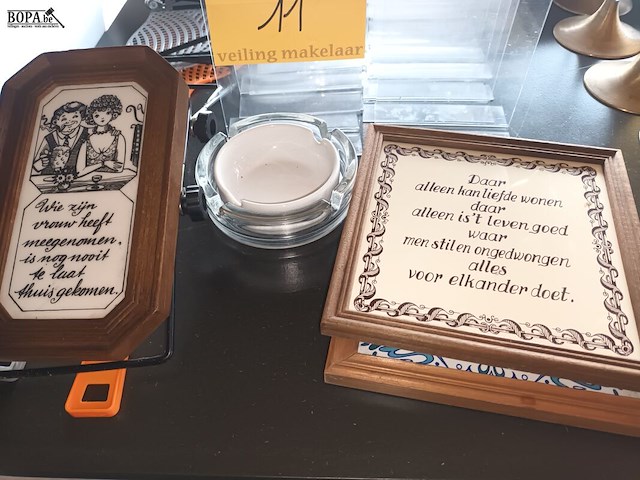 BOPA.be
11
veiling makelaar
Wie zijn
vrouw heeft
meegenomen,
is nog nooit
te laat
thuis gekomen.
Daar
alleen kan liefde wonen
daar
alleen is't leven goed
waar
men stil en ongedwongen
alles
voor elkander doet.